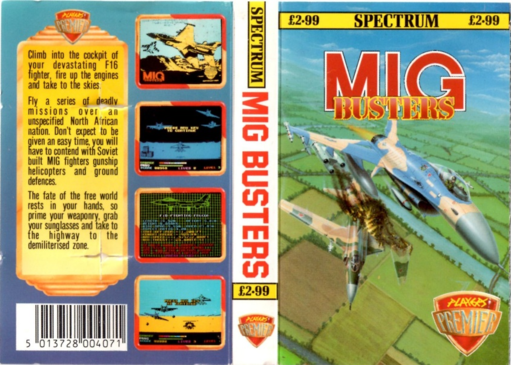 PLAYERS
PREMIER
Climb into the cockpit of
your devastating F16
fighter, fire up the engines
and take to the skies.
Fly a series of deadly
missions over an
unspecified North African
nation. Don't expect to be
given an easy time, you will
have to contend with Soviet
built MIG fighters gunship
helicopters and ground
defences.
The fate of the free world
rests in your hands, so
prime your weaponry, grab
your sunglasses and take to
the highway to the
demiliterised zone.
5 013728 004071
MIG
SPECTRUM
MIG BUSTERS
£2·99
£2·99 SPECTRUM £2·99
MIG
BUSTERS
PLAYERS
PREMIER